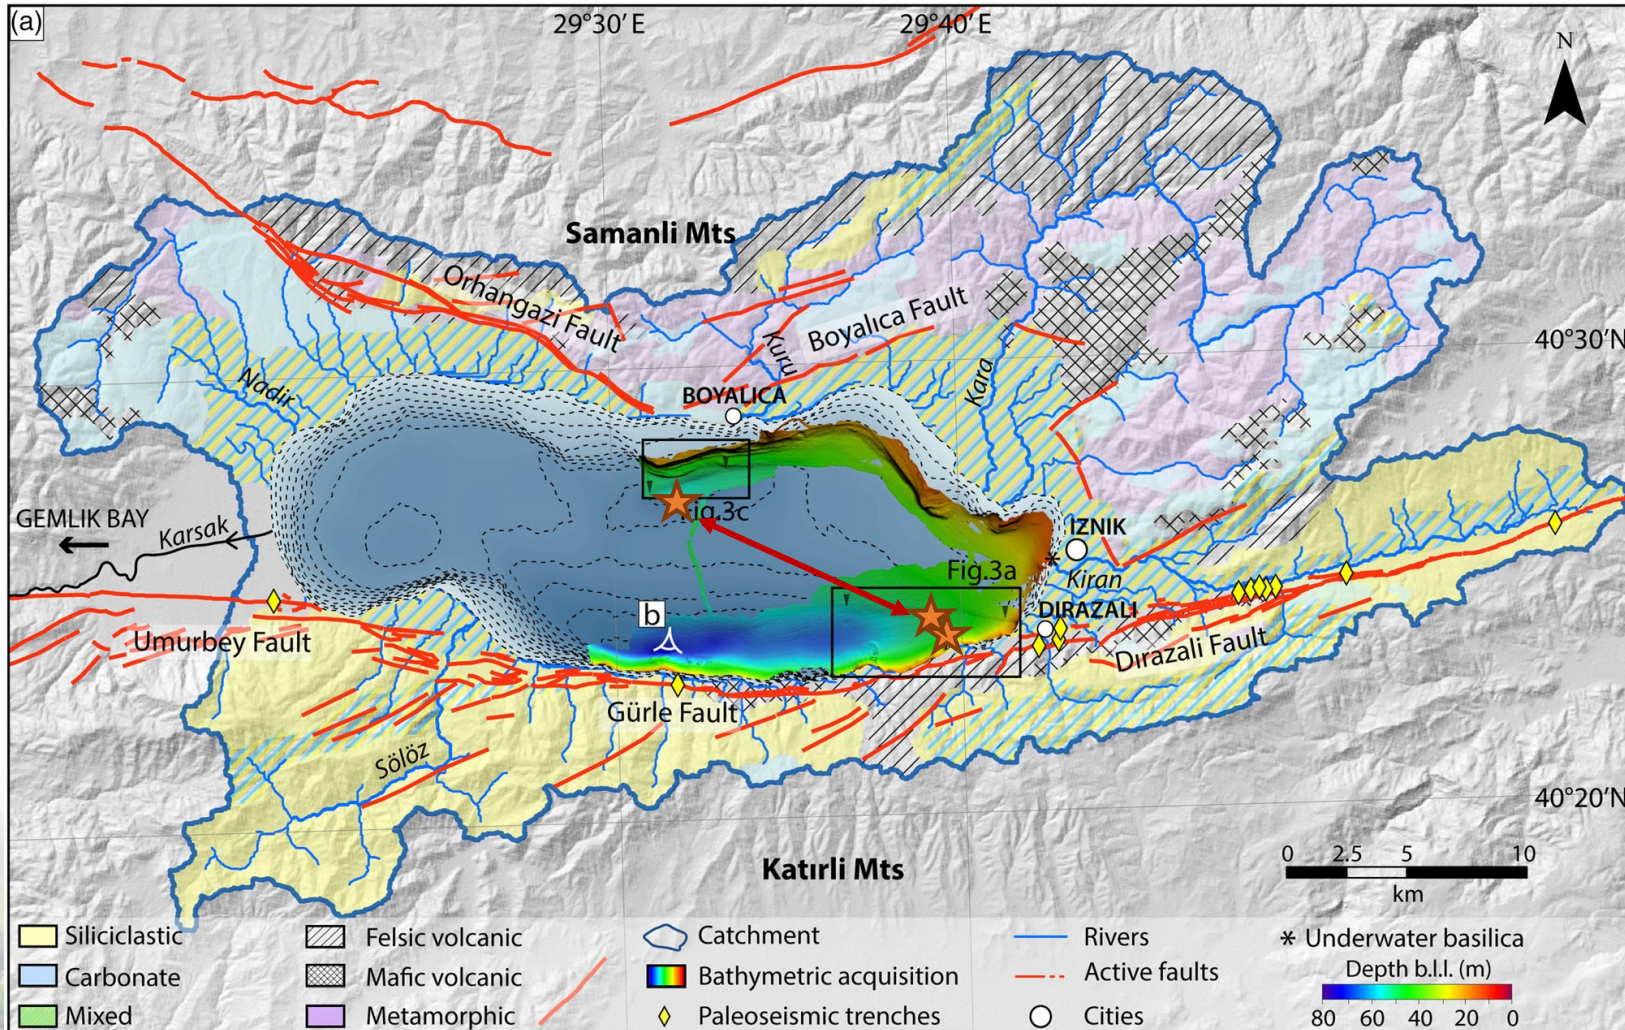 (a)
29°30′E
29°40′E
N
Samanli Mts
Orhangazi Fault
Boyalıca Fault
Kuru
Kara
40°30′N
Nadir
BOYALICA
GEMLIK BAY
Karsak
Fig.3c
IZNIK
Fig.3a
Kiran
b
DIRAZALI
Umurbey Fault
Dırazali Fault
Gürle Fault
Sölöz
40°20′N
Katırli Mts
0 2.5 5 10
km
Siliciclastic
Felsic volcanic
Catchment
Rivers
* Underwater basilica
Carbonate
Mafic volcanic
Bathymetric acquisition
Active faults
Depth b.l.l. (m)
Mixed
Metamorphic
Paleoseismic trenches
Cities
80 60 40 20 0